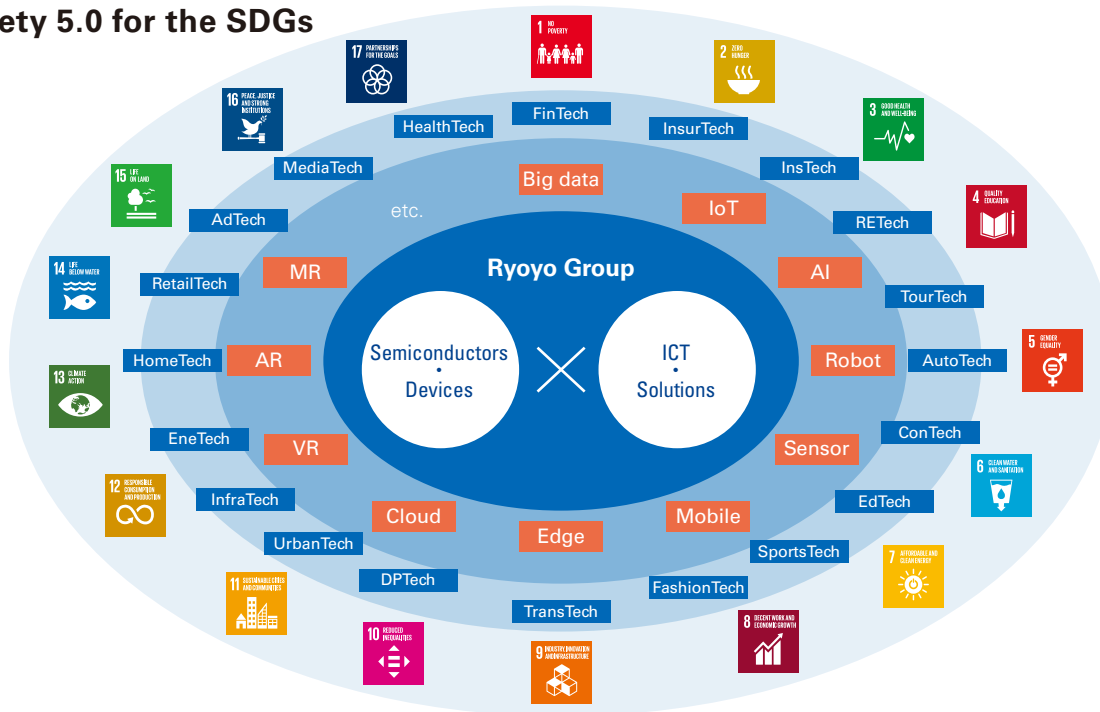 ety 5.0 for the SDGs
1 NO
POVERTY
2 ZERO
HUNGER
17 PARTNERSHIPS
FOR THE GOALS
16 PEACE, JUSTICE
AND STRONG
INSTITUTIONS
3 GOOD HEALTH
AND WELL-BEING
HealthTech
FinTech
InsurTech
MediaTech
InsTech
Big data
15 LIFE
ON LAND
4 QUALITY
EDUCATION
etc.
IoT
AdTech
RETech
14 LIFE
BELOW WATER
RetailTech
MR
Ryoyo Group
AI
TourTech
HomeTech
AR
Semiconductors
•
Devices
ICT
•
Solutions
Robot
AutoTech
5 GENDER
EQUALITY
13 CLIMATE
ACTION
EneTech
VR
Sensor
ConTech
12 RESPONSIBLE
CONSUMPTION
AND PRODUCTION
6 CLEAN WATER
AND SANITATION
InfraTech
EdTech
Cloud
Edge
Mobile
UrbanTech
SportsTech
7 AFFORDABLE AND
CLEAN ENERGY
11 SUSTAINABLE CITIES
AND COMMUNITIES
DPTech
FashionTech
TransTech
10 REDUCED
INEQUALITIES
9 INDUSTRY, INNOVATION
AND INFRASTRUCTURE
8 DECENT WORK AND
ECONOMIC GROWTH